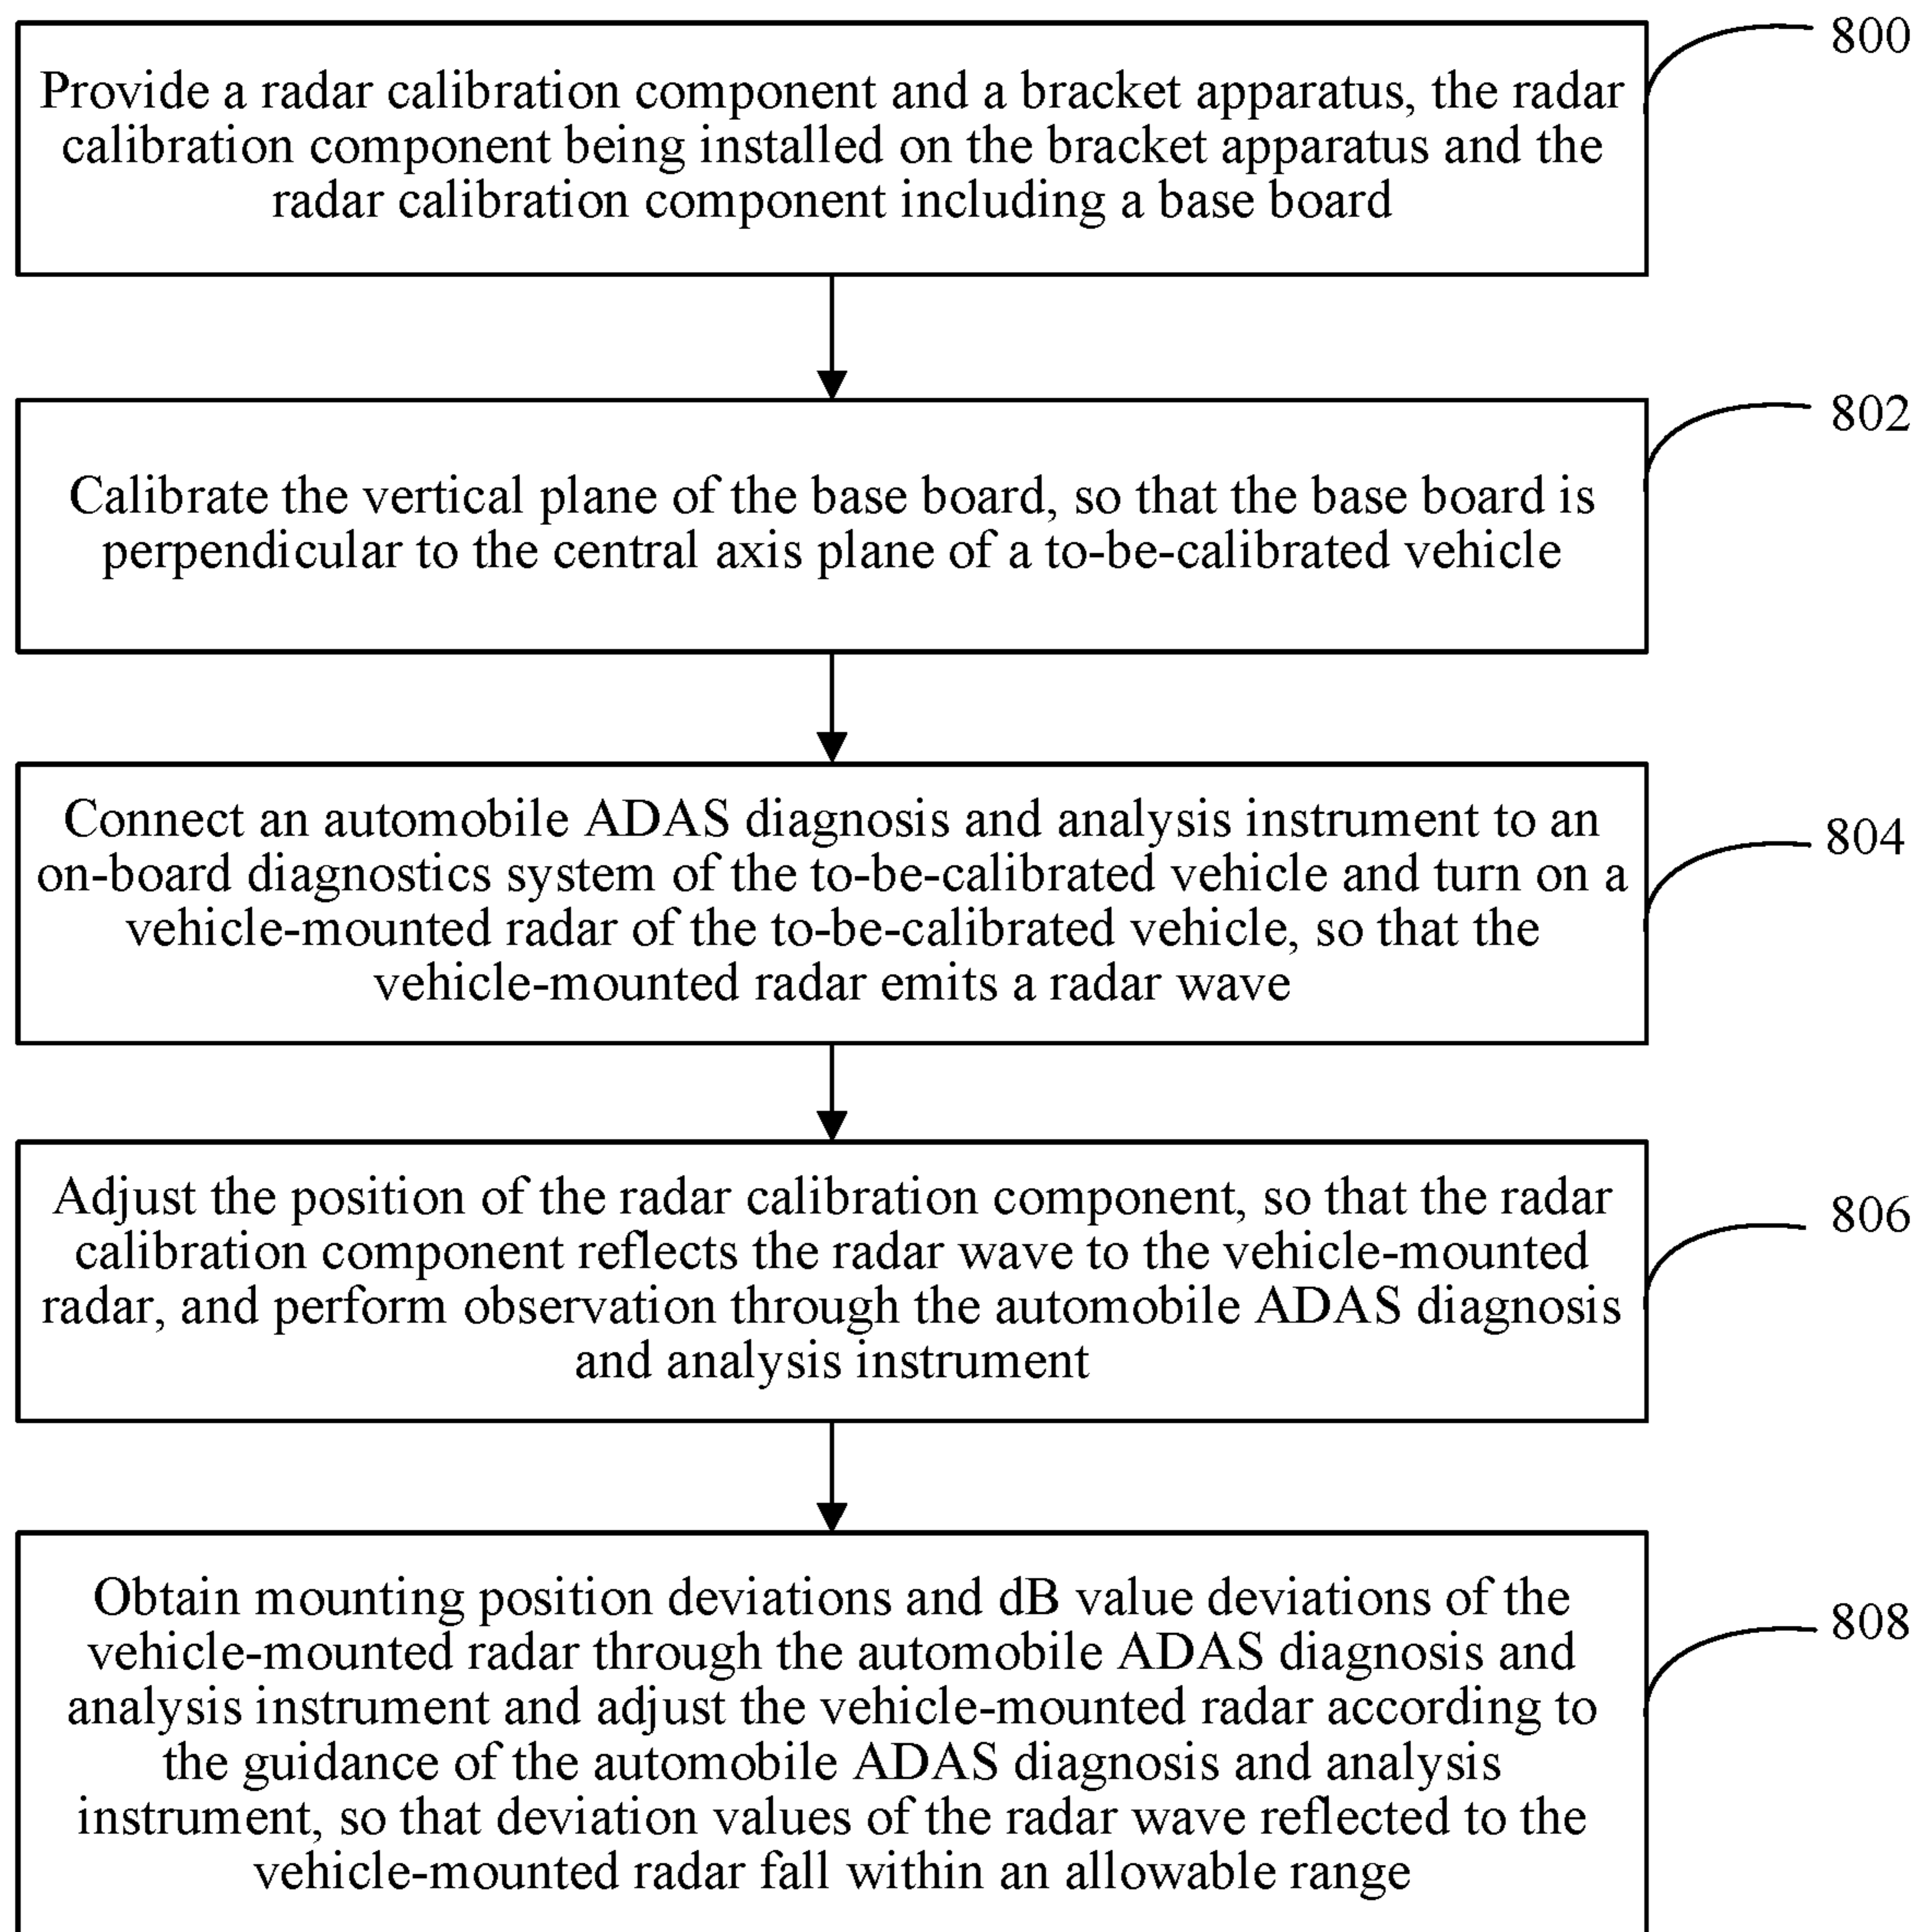 800
Provide a radar calibration component and a bracket apparatus, the radar
calibration component being installed on the bracket apparatus and the
radar calibration component including a base board
802
Calibrate the vertical plane of the base board, so that the base board is
perpendicular to the central axis plane of a to-be-calibrated vehicle
804
Connect an automobile ADAS diagnosis and analysis instrument to an
on-board diagnostics system of the to-be-calibrated vehicle and turn on a
vehicle-mounted radar of the to-be-calibrated vehicle, so that the
vehicle-mounted radar emits a radar wave
806
Adjust the position of the radar calibration component, so that the radar
calibration component reflects the radar wave to the vehicle-mounted
radar, and perform observation through the automobile ADAS diagnosis
and analysis instrument
808
Obtain mounting position deviations and dB value deviations of the
vehicle-mounted radar through the automobile ADAS diagnosis and
analysis instrument and adjust the vehicle-mounted radar according to
the guidance of the automobile ADAS diagnosis and analysis
instrument, so that deviation values of the radar wave reflected to the
vehicle-mounted radar fall within an allowable range